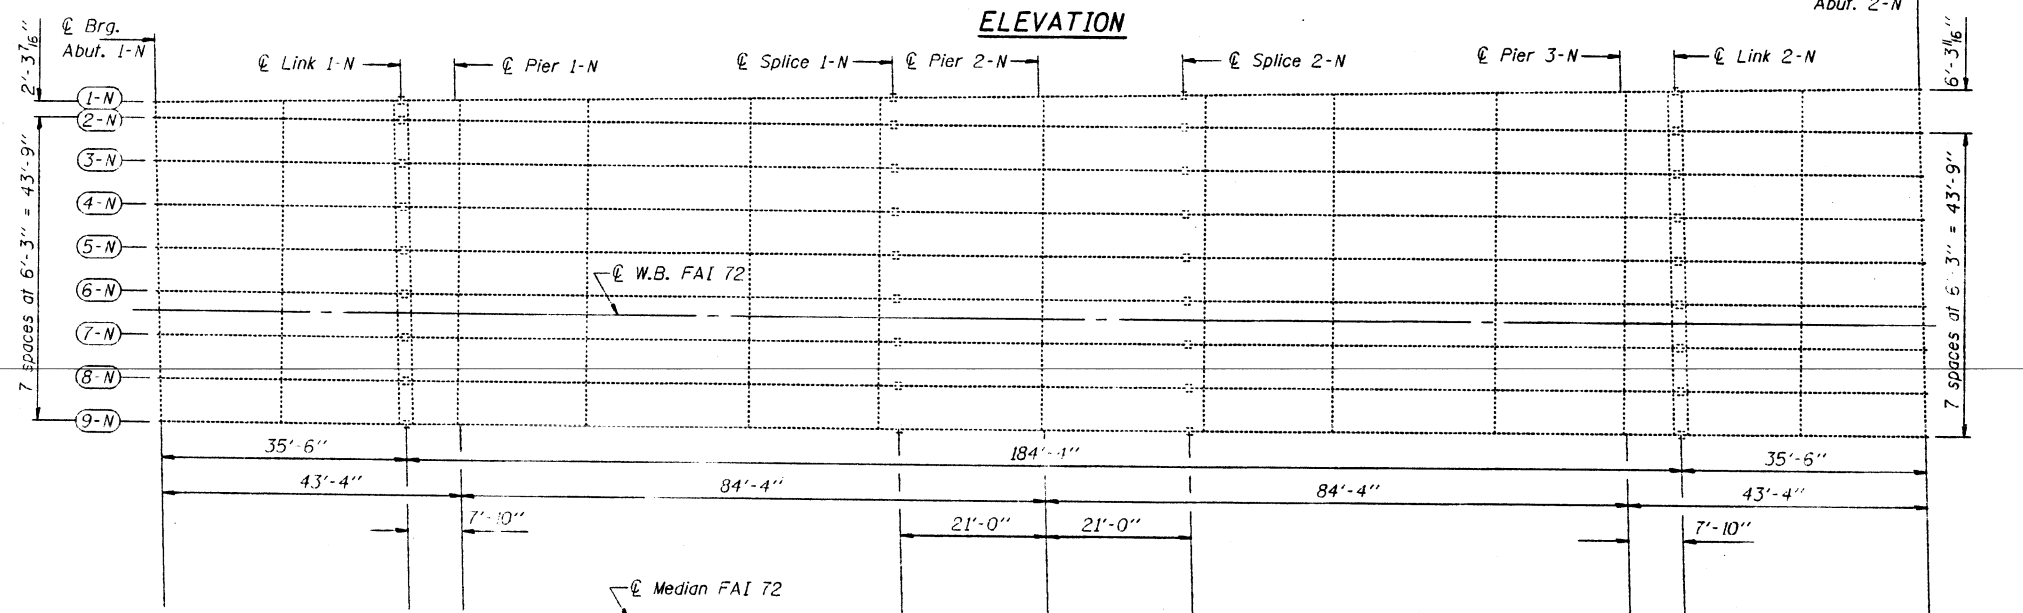 ELEVATION
Abut. 2-N
℄ Brg.
Abut. 1-N
2'-3 7/16"
6'-3 11/16"
℄ Link 1-N
℄ Pier 1-N
℄ Splice 1-N
℄ Pier 2-N
℄ Splice 2-N
℄ Pier 3-N
℄ Link 2-N
1-N
2-N
3-N
4-N
5-N
6-N
7-N
8-N
9-N
7 spaces at 6'-3" = 43'-9"
7 spaces at 6'-3" = 43'-9"
℄ W.B. FAI 72
35'-6"
184'-4"
35'-6"
43'-4"
84'-4"
84'-4"
43'-4"
7'-10"
21'-0"
21'-0"
7'-10"
℄ Median FAI 72